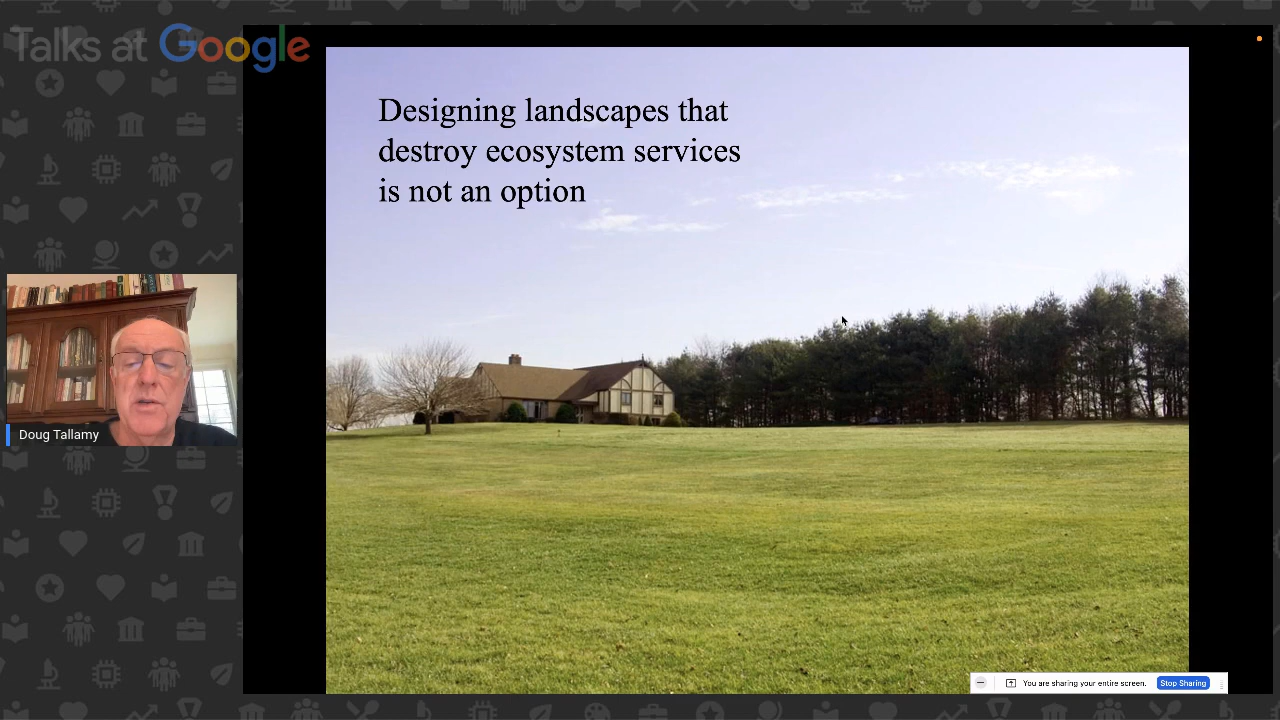 Talks at Google
Designing landscapes that
destroy ecosystem services
is not an option
Doug Tallamy
You are sharing your entire screen.
Stop Sharing